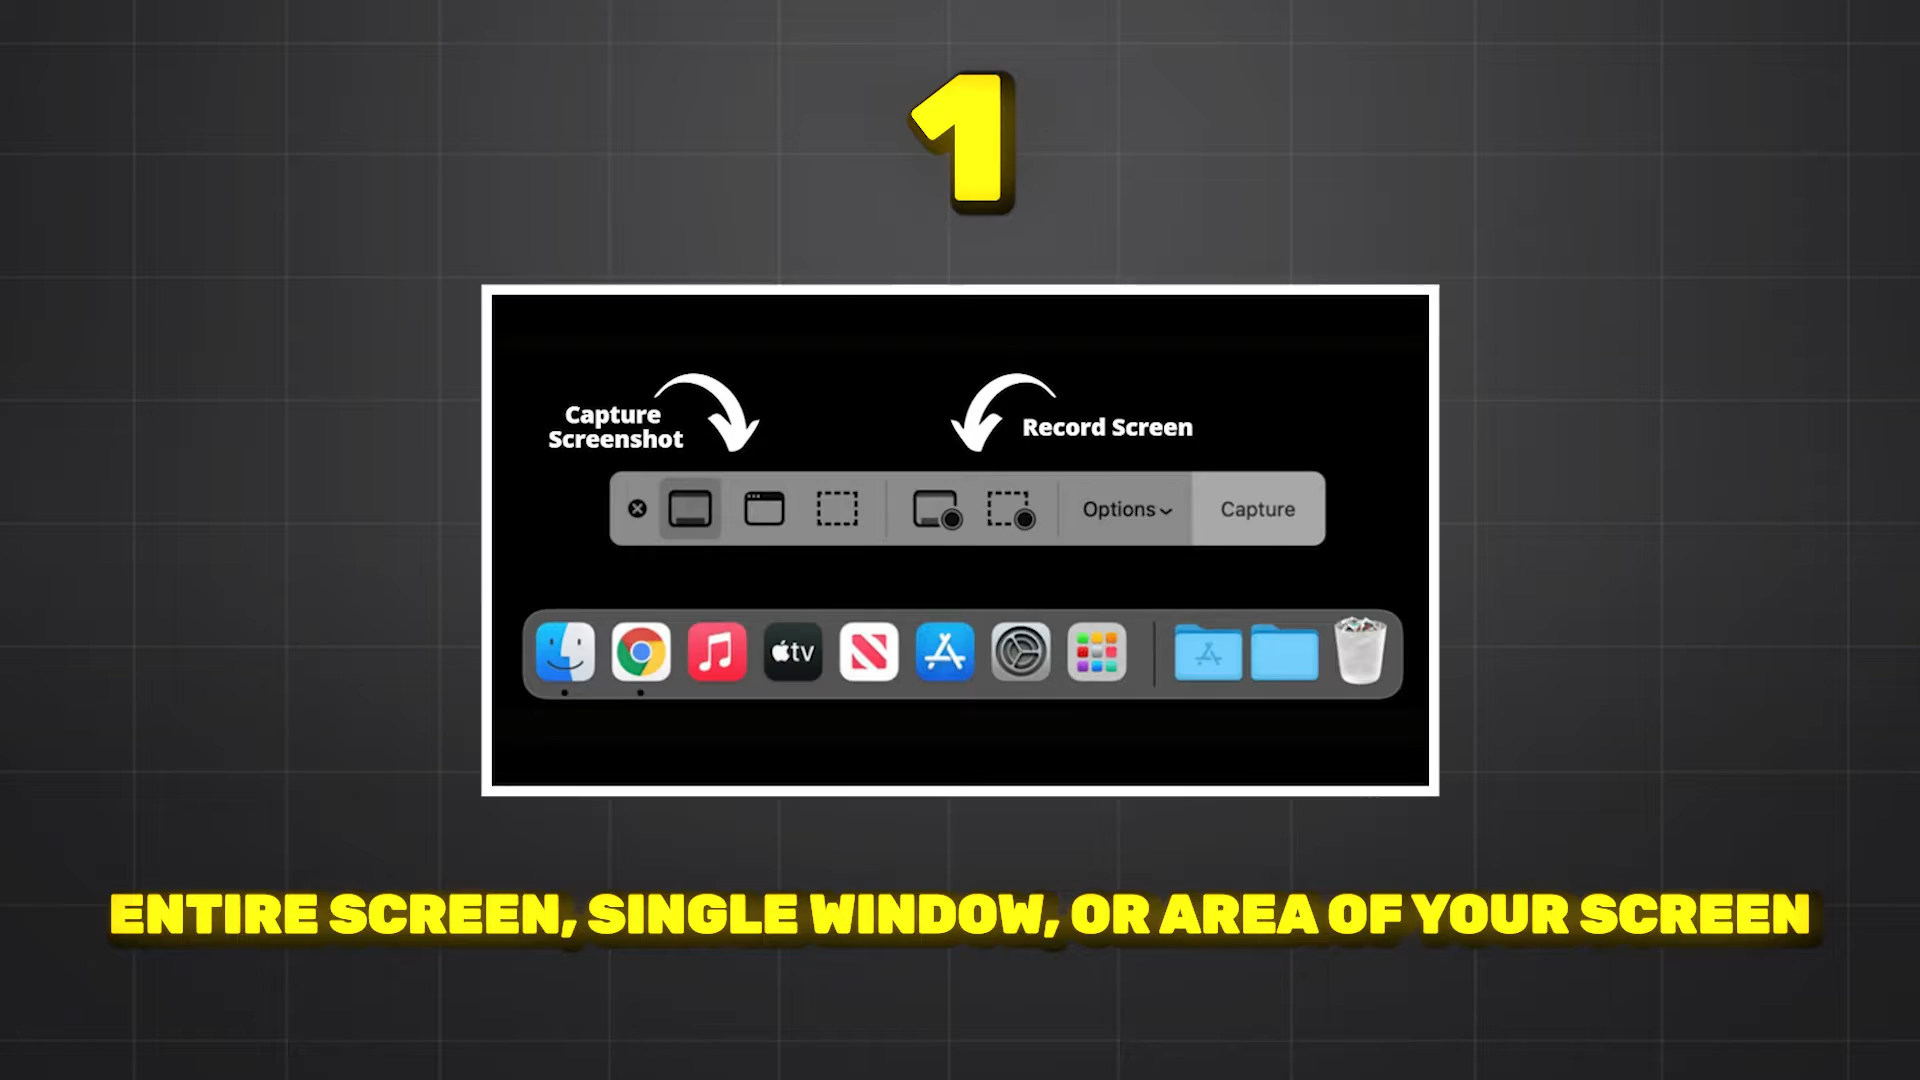 1
Capture
Screenshot
Record Screen
Options
Capture
tv
ENTIRE SCREEN, SINGLE WINDOW, OR AREA OF YOUR SCREEN